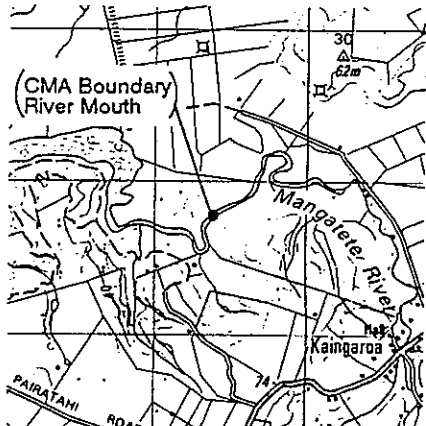 30
62m
(CMA Boundary
River Mouth)
Mangatete River
Hall
Kaingaroa
74
PAIRATAHI
ROAD